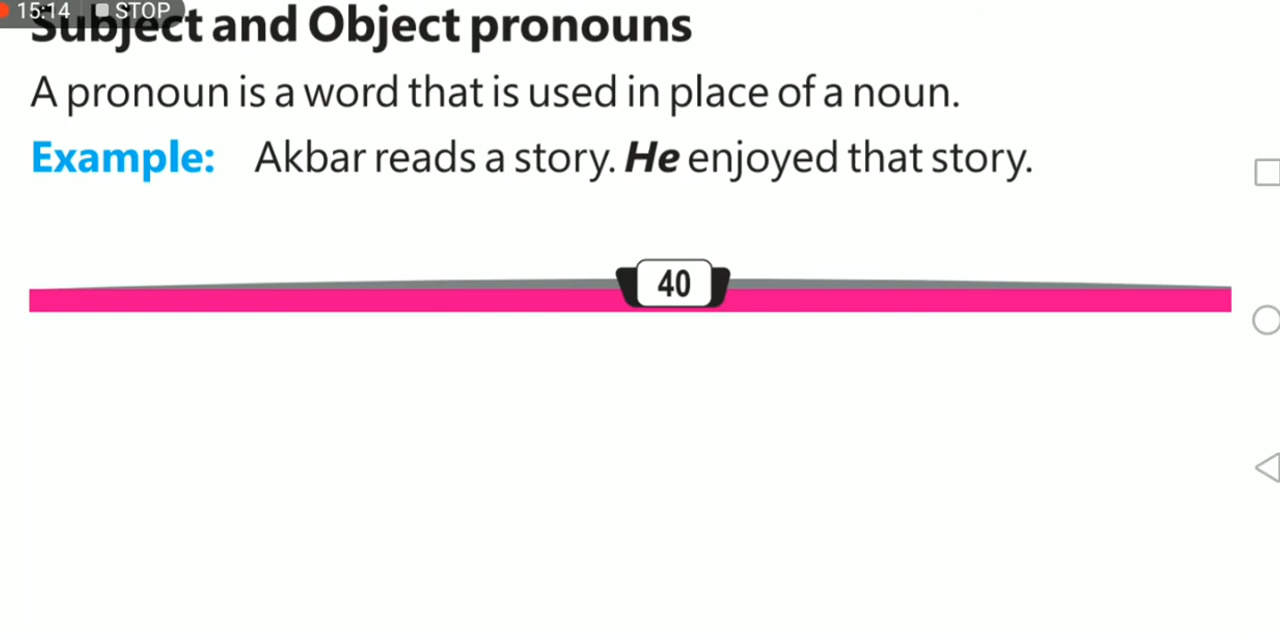 15:14 STOP
Subject and Object pronouns
A pronoun is a word that is used in place of a noun.
Example: Akbar reads a story. He enjoyed that story.
40